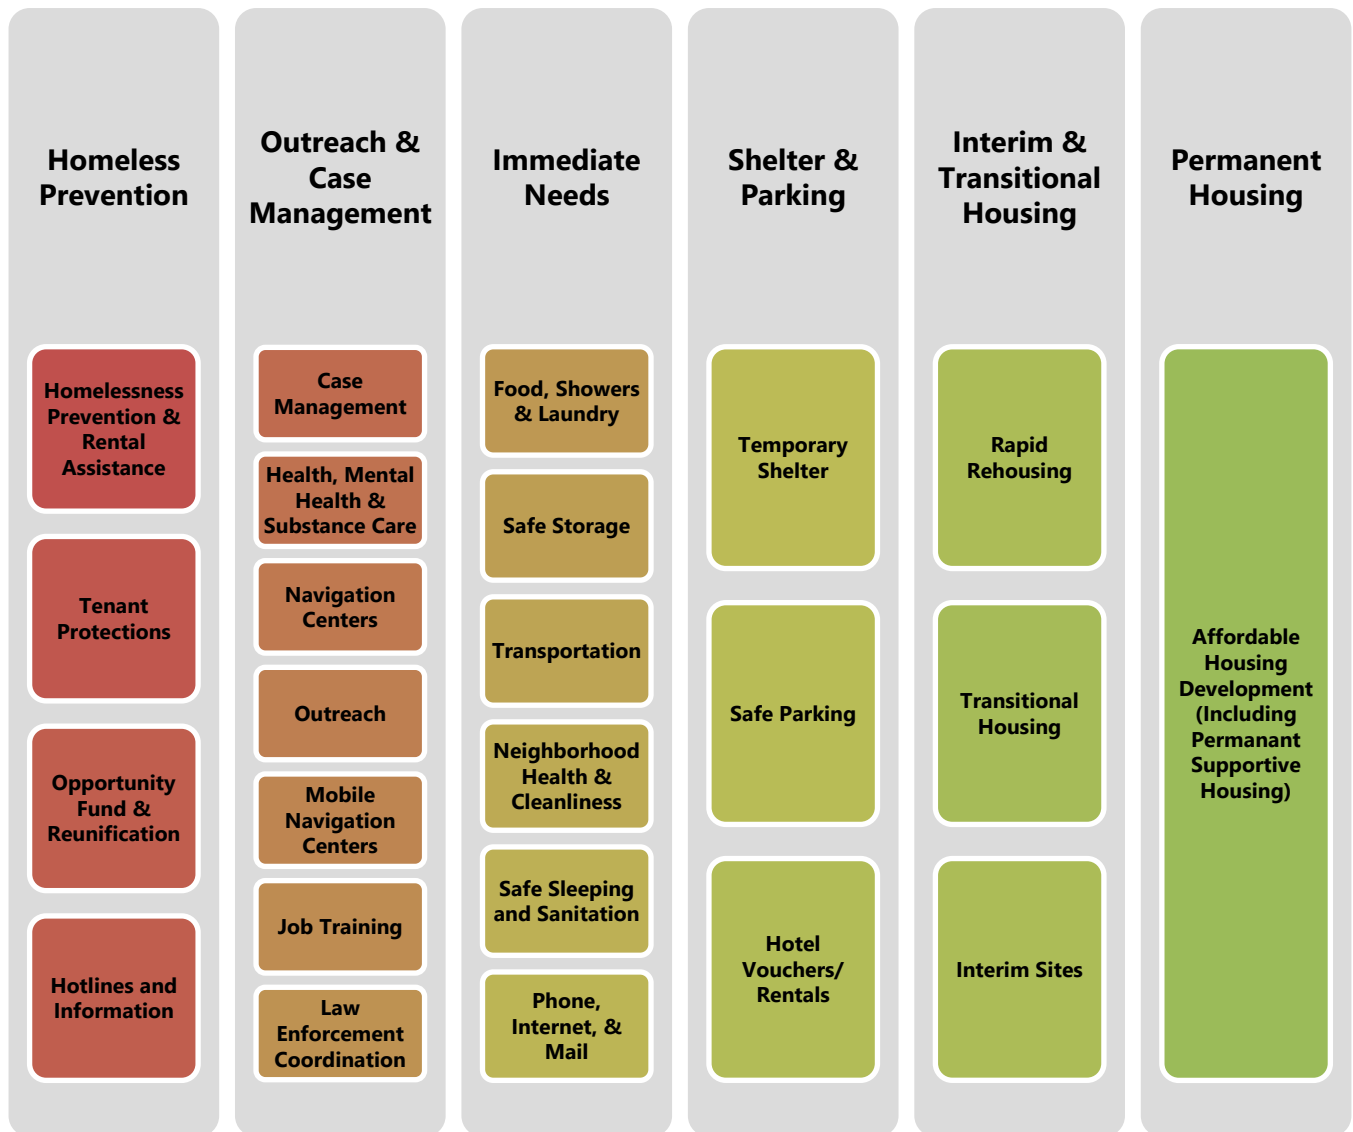 Homeless
Prevention
Homelessness
Prevention &
Rental
Assistance
Tenant
Protections
Opportunity
Fund &
Reunification
Hotlines and
Information
Outreach &
Case
Management
Case
Management
Health, Mental
Health &
Substance Care
Navigation
Centers
Outreach
Mobile
Navigation
Centers
Job Training
Law
Enforcement
Coordination
Immediate
Needs
Food, Showers
& Laundry
Safe Storage
Transportation
Neighborhood
Health &
Cleanliness
Safe Sleeping
and Sanitation
Phone,
Internet, &
Mail
Shelter &
Parking
Temporary
Shelter
Safe Parking
Hotel
Vouchers/
Rentals
Interim &
Transitional
Housing
Rapid
Rehousing
Transitional
Housing
Interim Sites
Permanent
Housing
Affordable
Housing
Development
(Including
Permanant
Supportive
Housing)